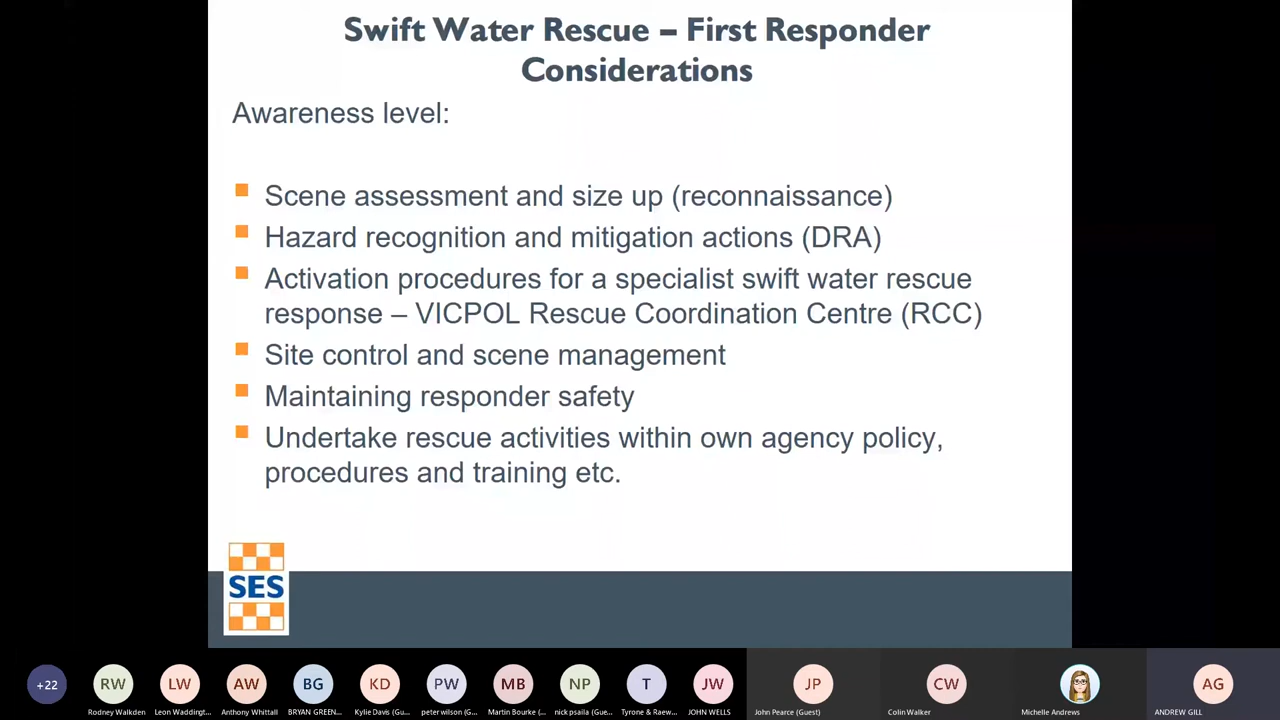 Swift Water Rescue – First Responder
Considerations
Awareness level:
Scene assessment and size up (reconnaissance)
Hazard recognition and mitigation actions (DRA)
Activation procedures for a specialist swift water rescue
response – VICPOL Rescue Coordination Centre (RCC)
Site control and scene management
Maintaining responder safety
Undertake rescue activities within own agency policy,
procedures and training etc.
SES
+22 RW LW AW BG KD PW MB NP T JW JP CW AG
Rodney Walkden Leon Waddingt... Anthony Whittall BRYAN GREEN... Kylie Davis (Gu... peter wilson (G... Martin Bourke (... nick psaila (Gue... Tyrone & Raew... JOHN WELLS John Pearce (Guest) Colin Walker Michelle Andrews ANDREW GILL